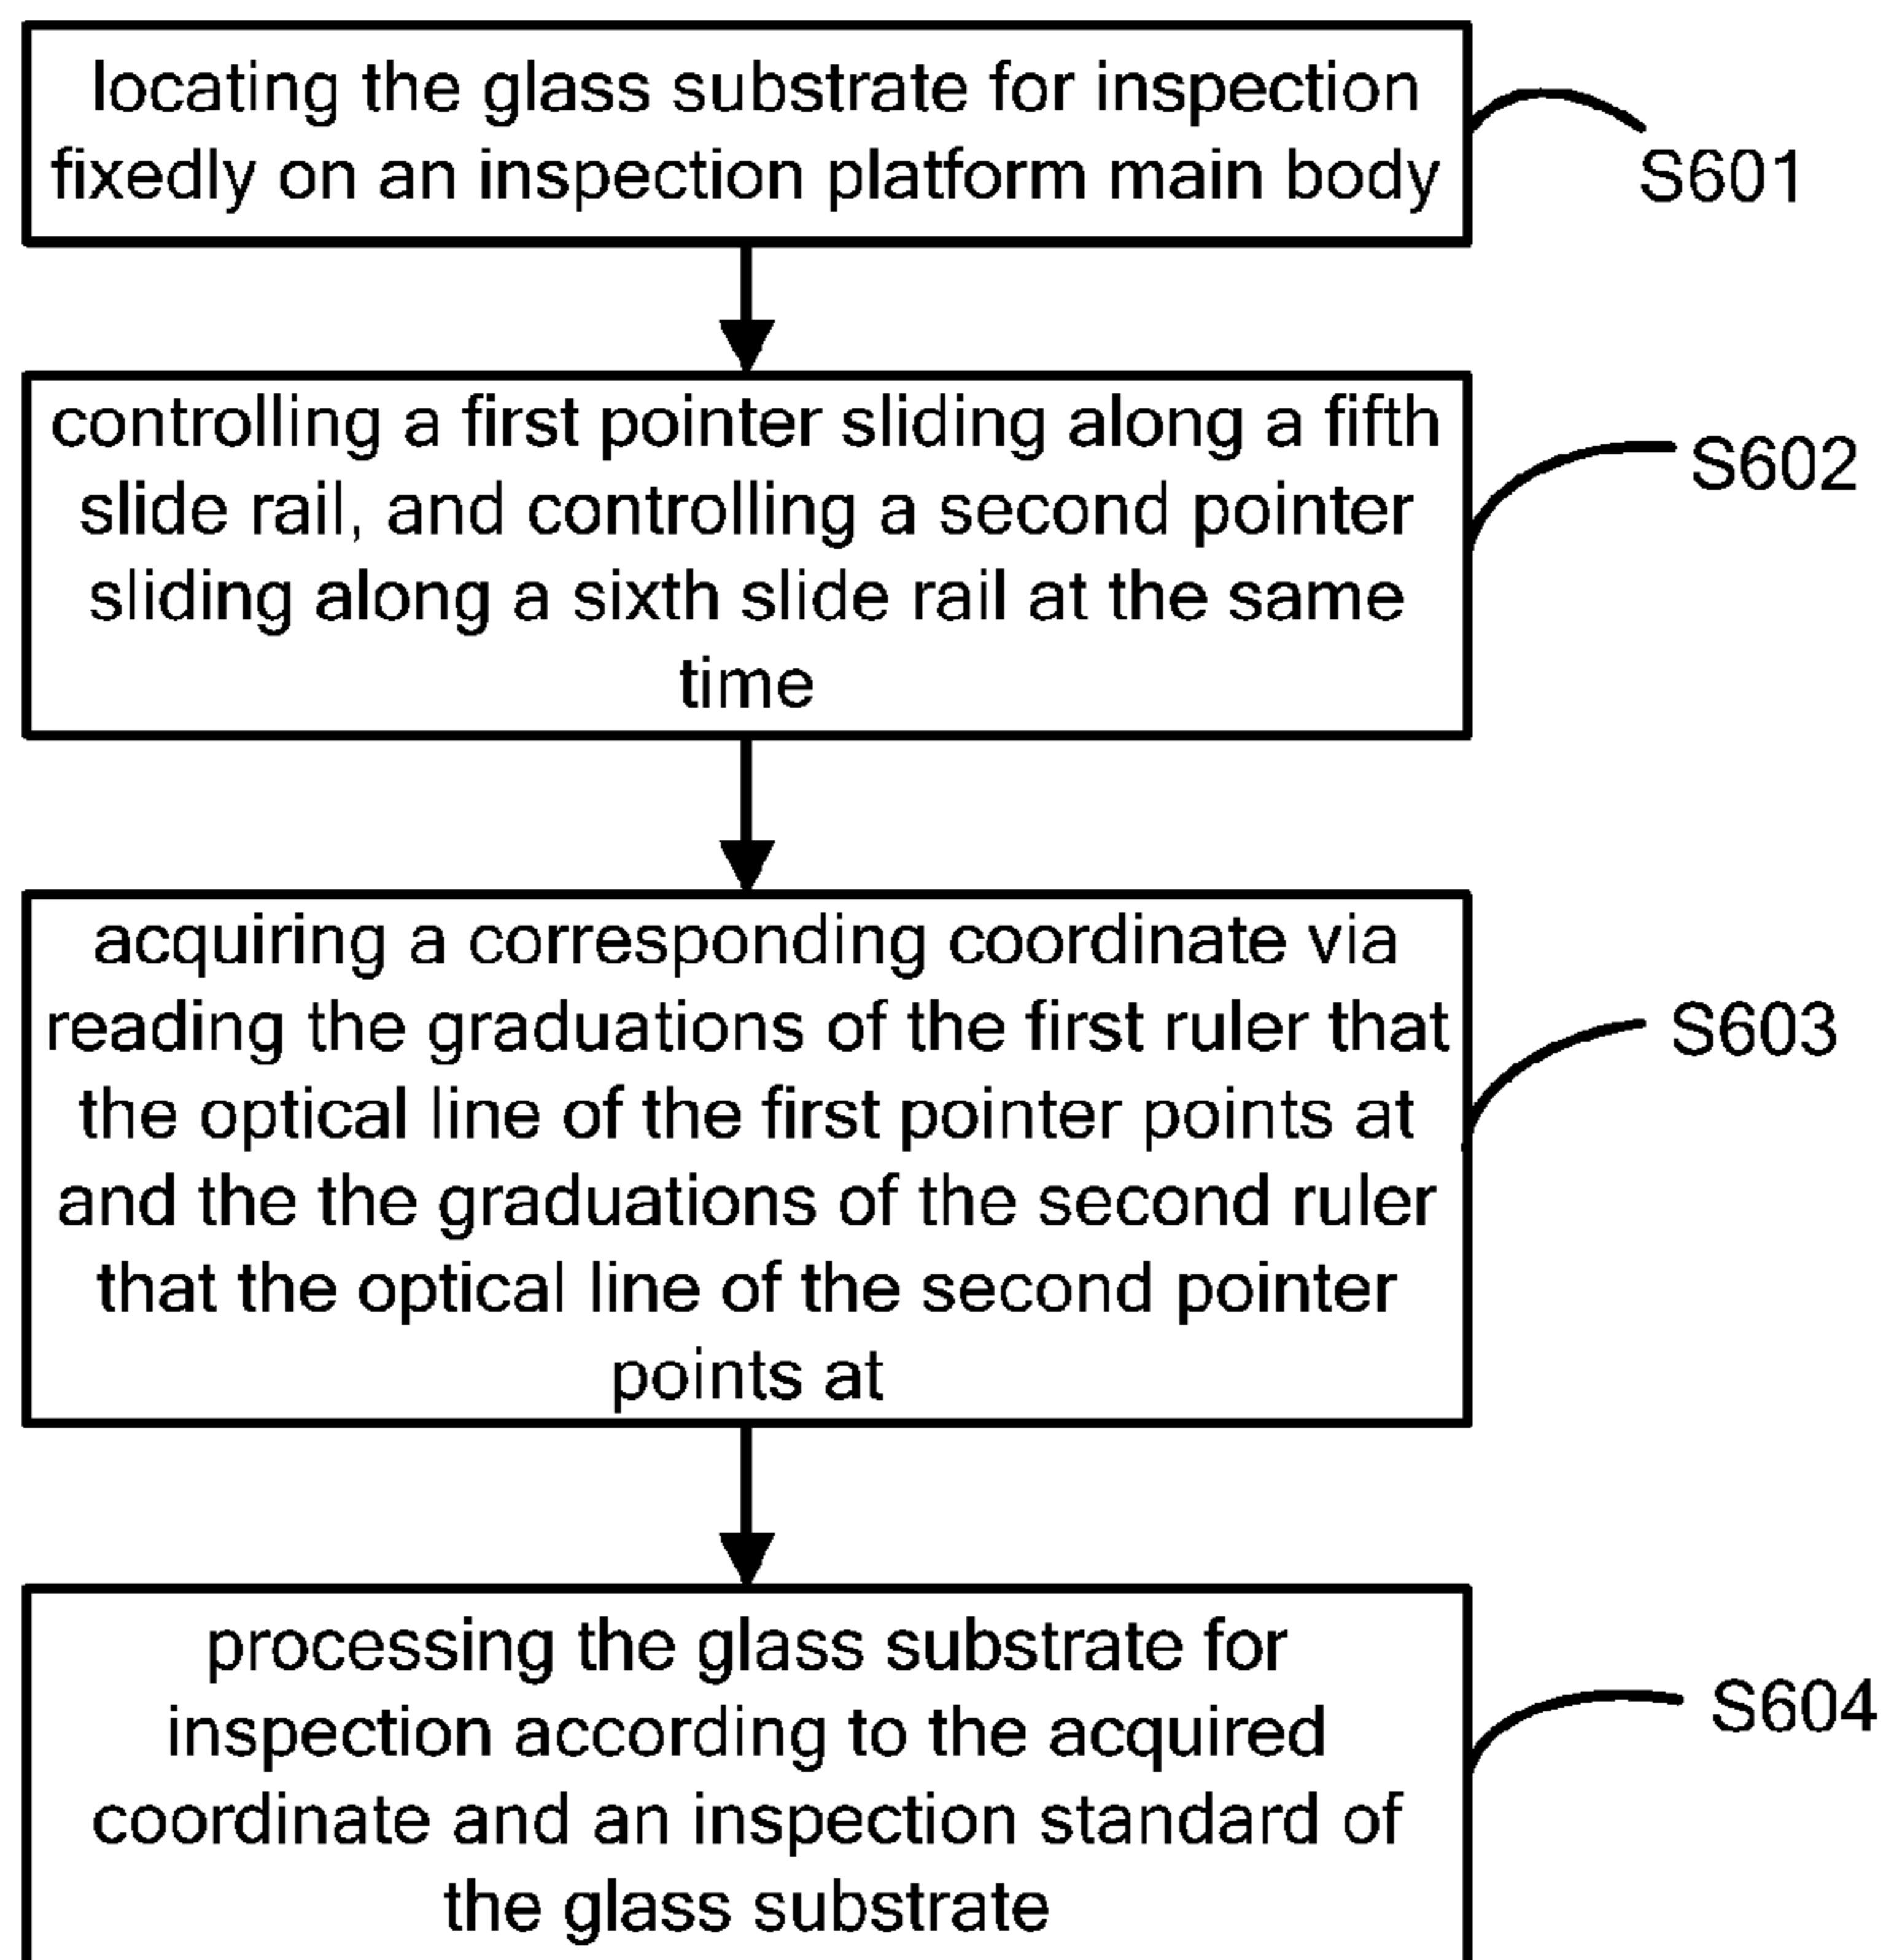 locating the glass substrate for inspection
fixedly on an inspection platform main body
S601
controlling a first pointer sliding along a fifth
slide rail, and controlling a second pointer
sliding along a sixth slide rail at the same
time
S602
acquiring a corresponding coordinate via
reading the graduations of the first ruler that
the optical line of the first pointer points at
and the the graduations of the second ruler
that the optical line of the second pointer
points at
S603
processing the glass substrate for
inspection according to the acquired
coordinate and an inspection standard of
the glass substrate
S604